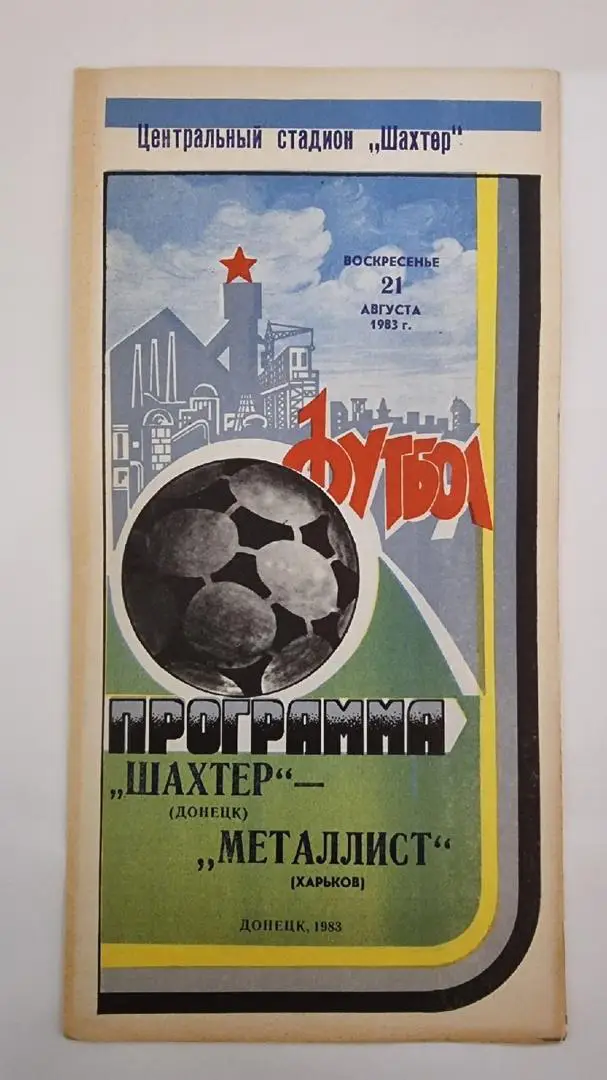 Центральный стадион „Шахтер"
ВОСКРЕСЕНЬЕ
21
АВГУСТА
1983 г.
ФУТБОЛ
ПРОГРАММА
„ШАХТЕР“—
(ДОНЕЦК)
„МЕТАЛЛИСТ“
(ХАРЬКОВ)
ДОНЕЦК, 1983